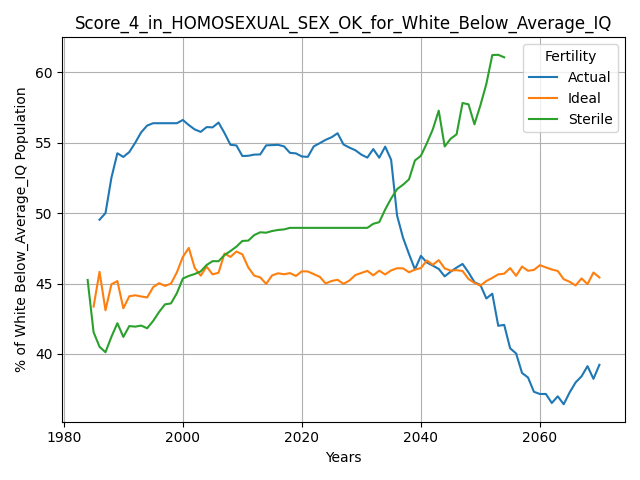 Score_4_in_HOMOSEXUAL_SEX_OK_for_White_Below_Average_IQ
Fertility
Actual
Ideal
Sterile
% of White Below_Average_IQ Population
60
55
50
45
40
1980
2000
2020
2040
2060
Years